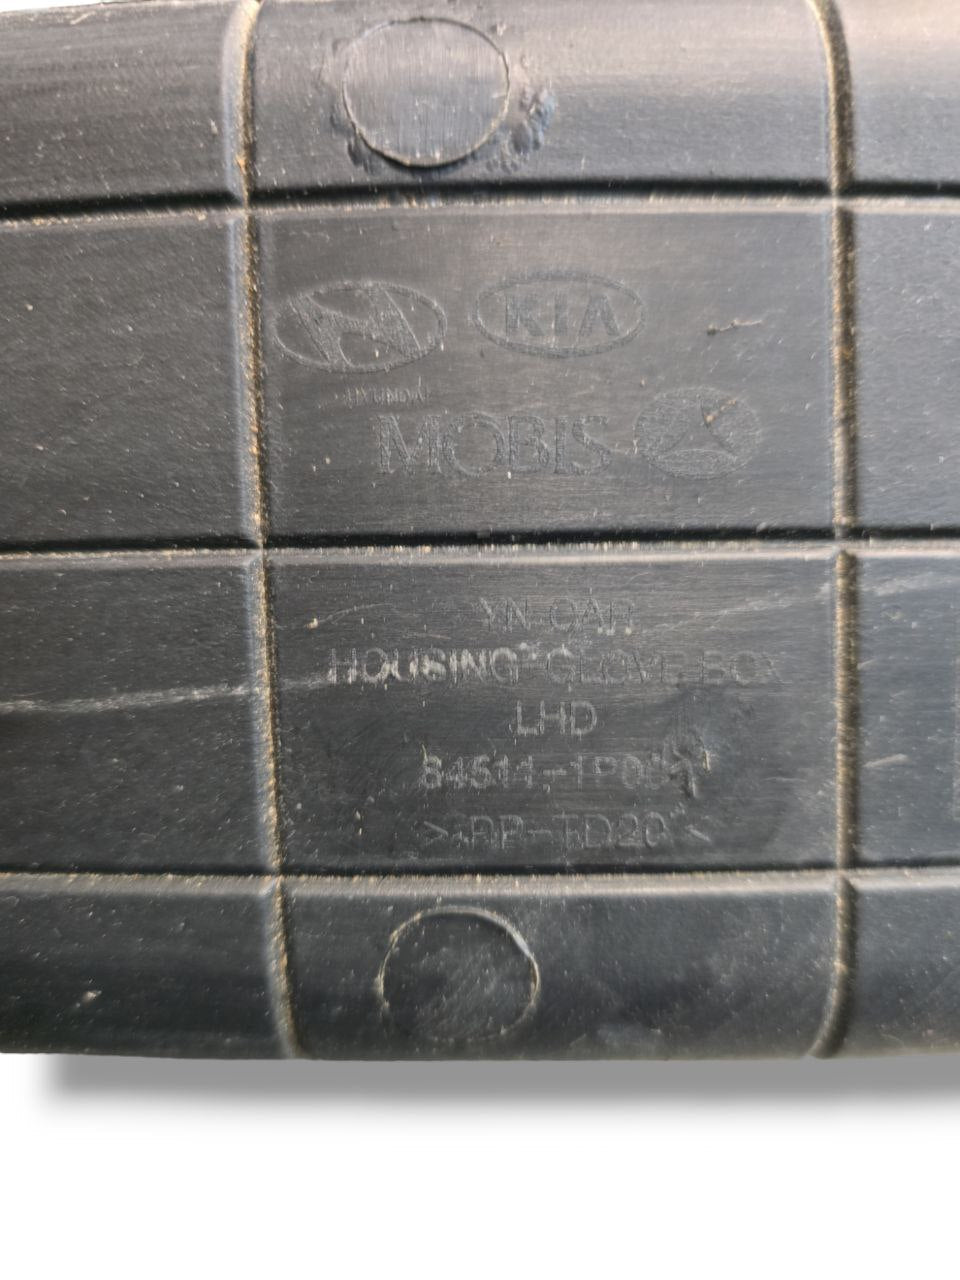 KIA
HYUNDAI
MOBIS
YN CAR
HOUSING-GLOVE BOX
LHD
>PP-TD20<